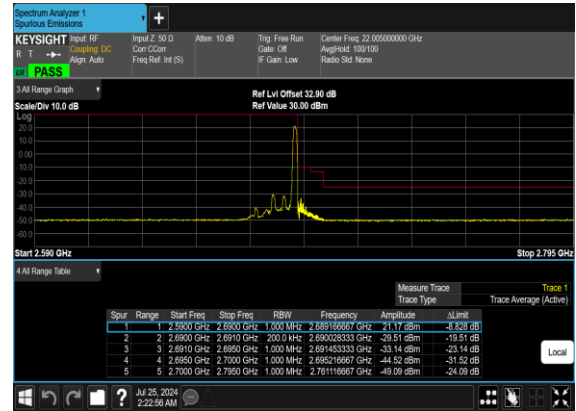 Spectrum Analyzer 1
Spurious Emissions
KEYSIGHT Input: RF Input Z: 50 Ω Atten: 10 dB Trig: Free Run Center Freq: 22.005000000 GHz
R T Coupling: DC Corr CCorr Gate: Off Avg|Hold: 100/100
Align: Auto Freq Ref: Int (S) IF Gain: Low Radio Std: None
LW PASS
3 All Range Graph
Ref Lvl Offset 32.90 dB
Scale/Div 10.0 dB Ref Value 30.00 dBm
Log
20.0
10.0
0.00
-10.0
-20.0
-30.0
-40.0
-50.0
-60.0
Start 2.590 GHz Stop 2.795 GHz
4 All Range Table
Measure Trace Trace 1
Trace Type Trace Average (Active)
Spur Range Start Freq Stop Freq RBW Frequency Amplitude ΔLimit
1 1 2.5900 GHz 2.6900 GHz 1.000 MHz 2.689166667 GHz 21.17 dBm -8.828 dB
2 2 2.6900 GHz 2.6910 GHz 200.0 kHz 2.690028333 GHz -29.51 dBm -19.51 dB
3 3 2.6910 GHz 2.6950 GHz 1.000 MHz 2.691453333 GHz -33.14 dBm -23.14 dB
4 4 2.6950 GHz 2.7000 GHz 1.000 MHz 2.695216667 GHz -44.52 dBm -31.52 dB
5 5 2.7000 GHz 2.7950 GHz 1.000 MHz 2.761116667 GHz -49.09 dBm -24.09 dB
Local
Jul 25, 2024
2:22:56 AM